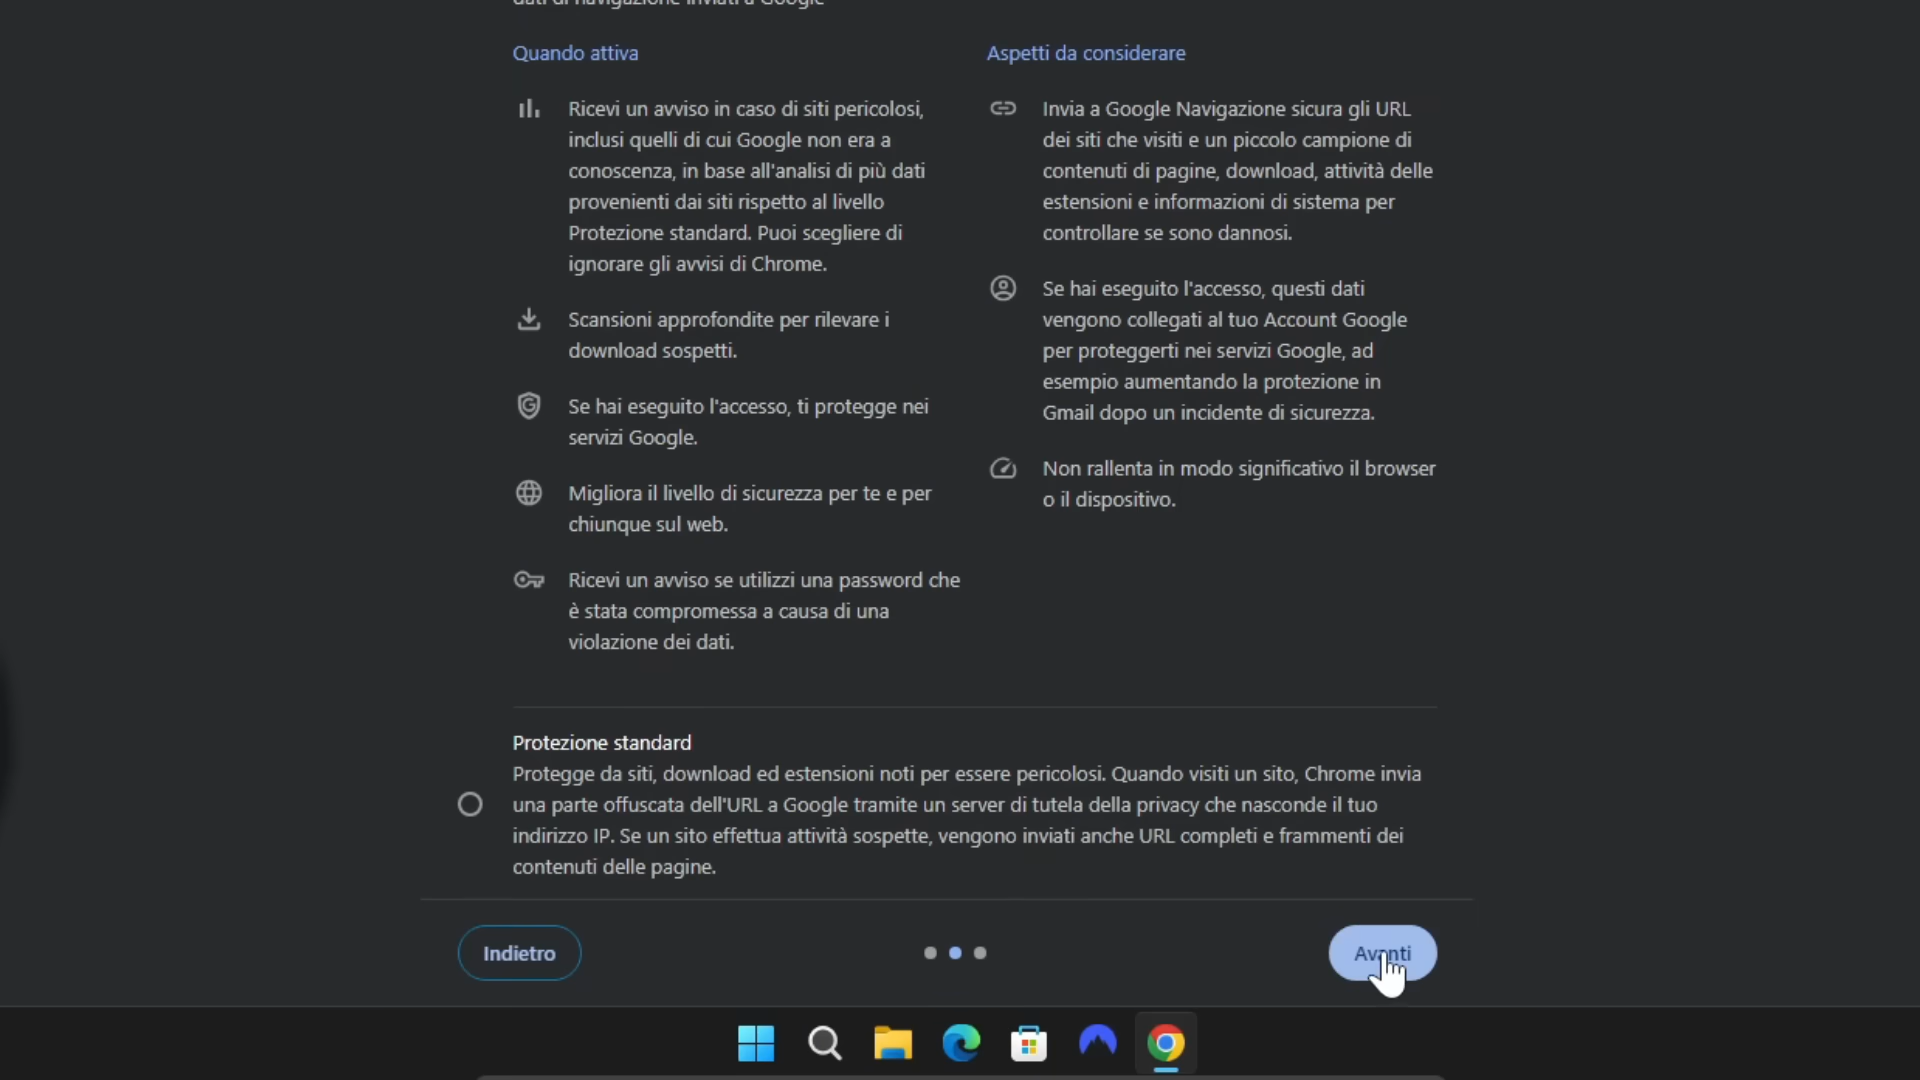 dati di navigazione inviati a Google
Quando attiva
Ricevi un avviso in caso di siti pericolosi,
inclusi quelli di cui Google non era a
conoscenza, in base all'analisi di più dati
provenienti dai siti rispetto al livello
Protezione standard. Puoi scegliere di
ignorare gli avvisi di Chrome.
Scansioni approfondite per rilevare i
download sospetti.
Se hai eseguito l'accesso, ti protegge nei
servizi Google.
Migliora il livello di sicurezza per te e per
chiunque sul web.
Ricevi un avviso se utilizzi una password che
è stata compromessa a causa di una
violazione dei dati.
Aspetti da considerare
Invia a Google Navigazione sicura gli URL
dei siti che visiti e un piccolo campione di
contenuti di pagine, download, attività delle
estensioni e informazioni di sistema per
controllare se sono dannosi.
Se hai eseguito l'accesso, questi dati
vengono collegati al tuo Account Google
per proteggerti nei servizi Google, ad
esempio aumentando la protezione in
Gmail dopo un incidente di sicurezza.
Non rallenta in modo significativo il browser
o il dispositivo.
Protezione standard
Protegge da siti, download ed estensioni noti per essere pericolosi. Quando visiti un sito, Chrome invia
una parte offuscata dell'URL a Google tramite un server di tutela della privacy che nasconde il tuo
indirizzo IP. Se un sito effettua attività sospette, vengono inviati anche URL completi e frammenti dei
contenuti delle pagine.
Indietro
Avanti